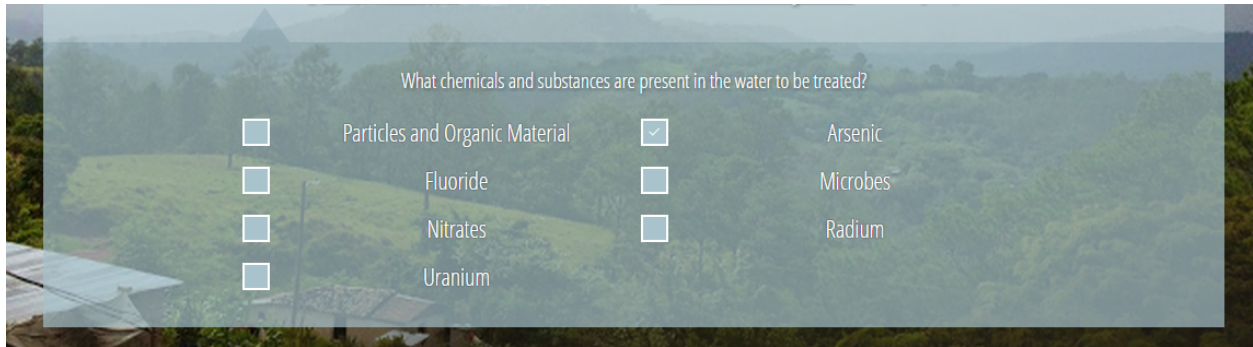 What chemicals and substances are present in the water to be treated?
Particles and Organic Material
Arsenic
Fluoride
Microbes
Nitrates
Radium
Uranium